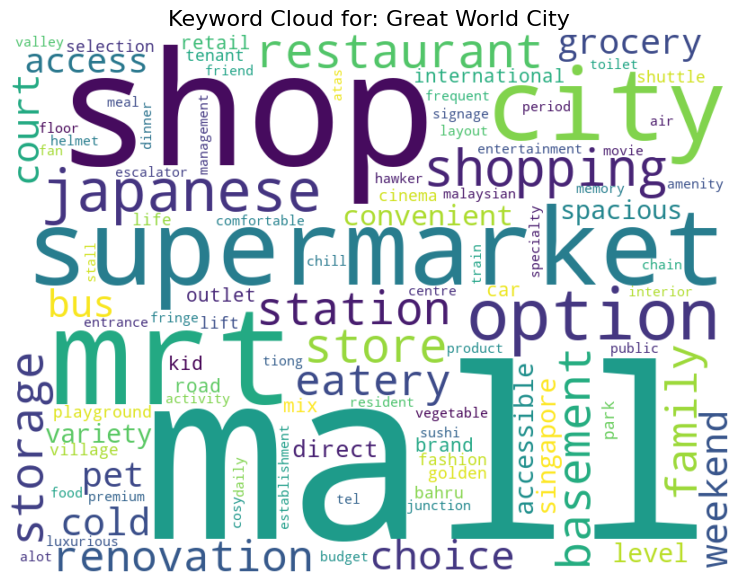 Keyword Cloud for: Great World City
valley
selection
retail
restaurant
grocery
access
tenant
friend
atas
international
toilet
shuttle
shop
city
court
meal
dinner
management
frequent
period
signage
air
floor
helmet
layout
fan
escalator
hawker
entertainment
movie
shopping
japanese
cinema
malaysian
memory
amenity
life
comfortable
convenient
specialty
spacious
supermarket
stall
chill
train
chain
bus
outlet
centre
car
interior
station
option
entrance
fringe
lift
mrt
store
product
public
kid
tiong
eatery
road
activity
resident
accessible
basement
park
family
storage
playground
mix
vegetable
singapore
weekend
variety
village
mall
direct
sushi
brand
fashion
golden
pet
food
premium
cosy
daily
establishment
tel
bahru
junction
cold
luxurious
alot
renovation
budget
choice
level